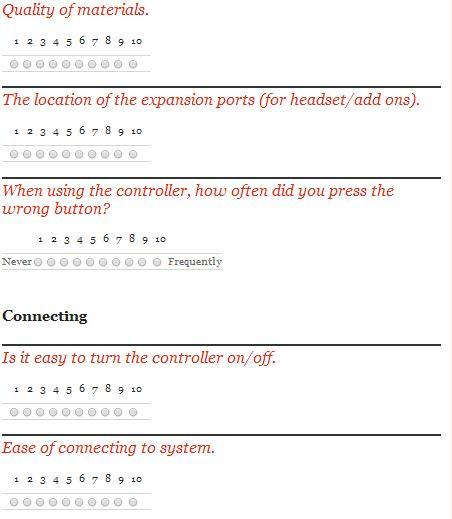 Quality of materials.
1 2 3 4 5 6 7 8 9 10
The location of the expansion ports (for headset/add ons).
1 2 3 4 5 6 7 8 9 10
When using the controller, how often did you press the
wrong button?
1 2 3 4 5 6 7 8 9 10
Never Frequently
Connecting
Is it easy to turn the controller on/off.
1 2 3 4 5 6 7 8 9 10
Ease of connecting to system.
1 2 3 4 5 6 7 8 9 10